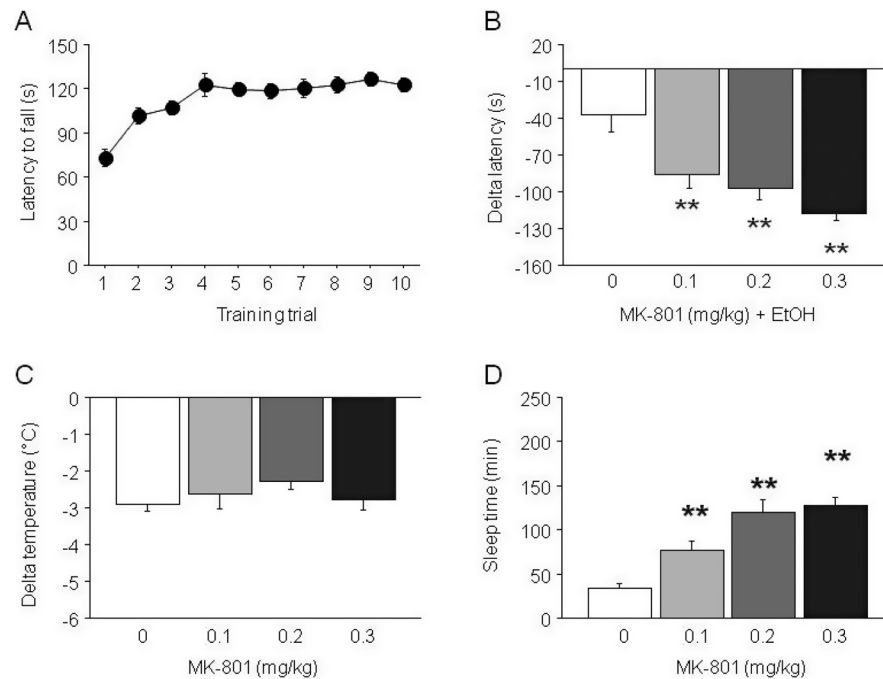 A
150
120
90
60
30
0
Latency to fall (s)
1 2 3 4 5 6 7 8 9 10
Training trial
B
20
-10
-40
-70
-100
-130
-160
Delta latency (s)
** ** **
0 0.1 0.2 0.3
MK-801 (mg/kg) + EtOH
C
0
-1
-2
-3
-4
-5
-6
Delta temperature (°C)
0 0.1 0.2 0.3
MK-801 (mg/kg)
D
250
200
150
100
50
0
Sleep time (min)
** ** **
0 0.1 0.2 0.3
MK-801 (mg/kg)